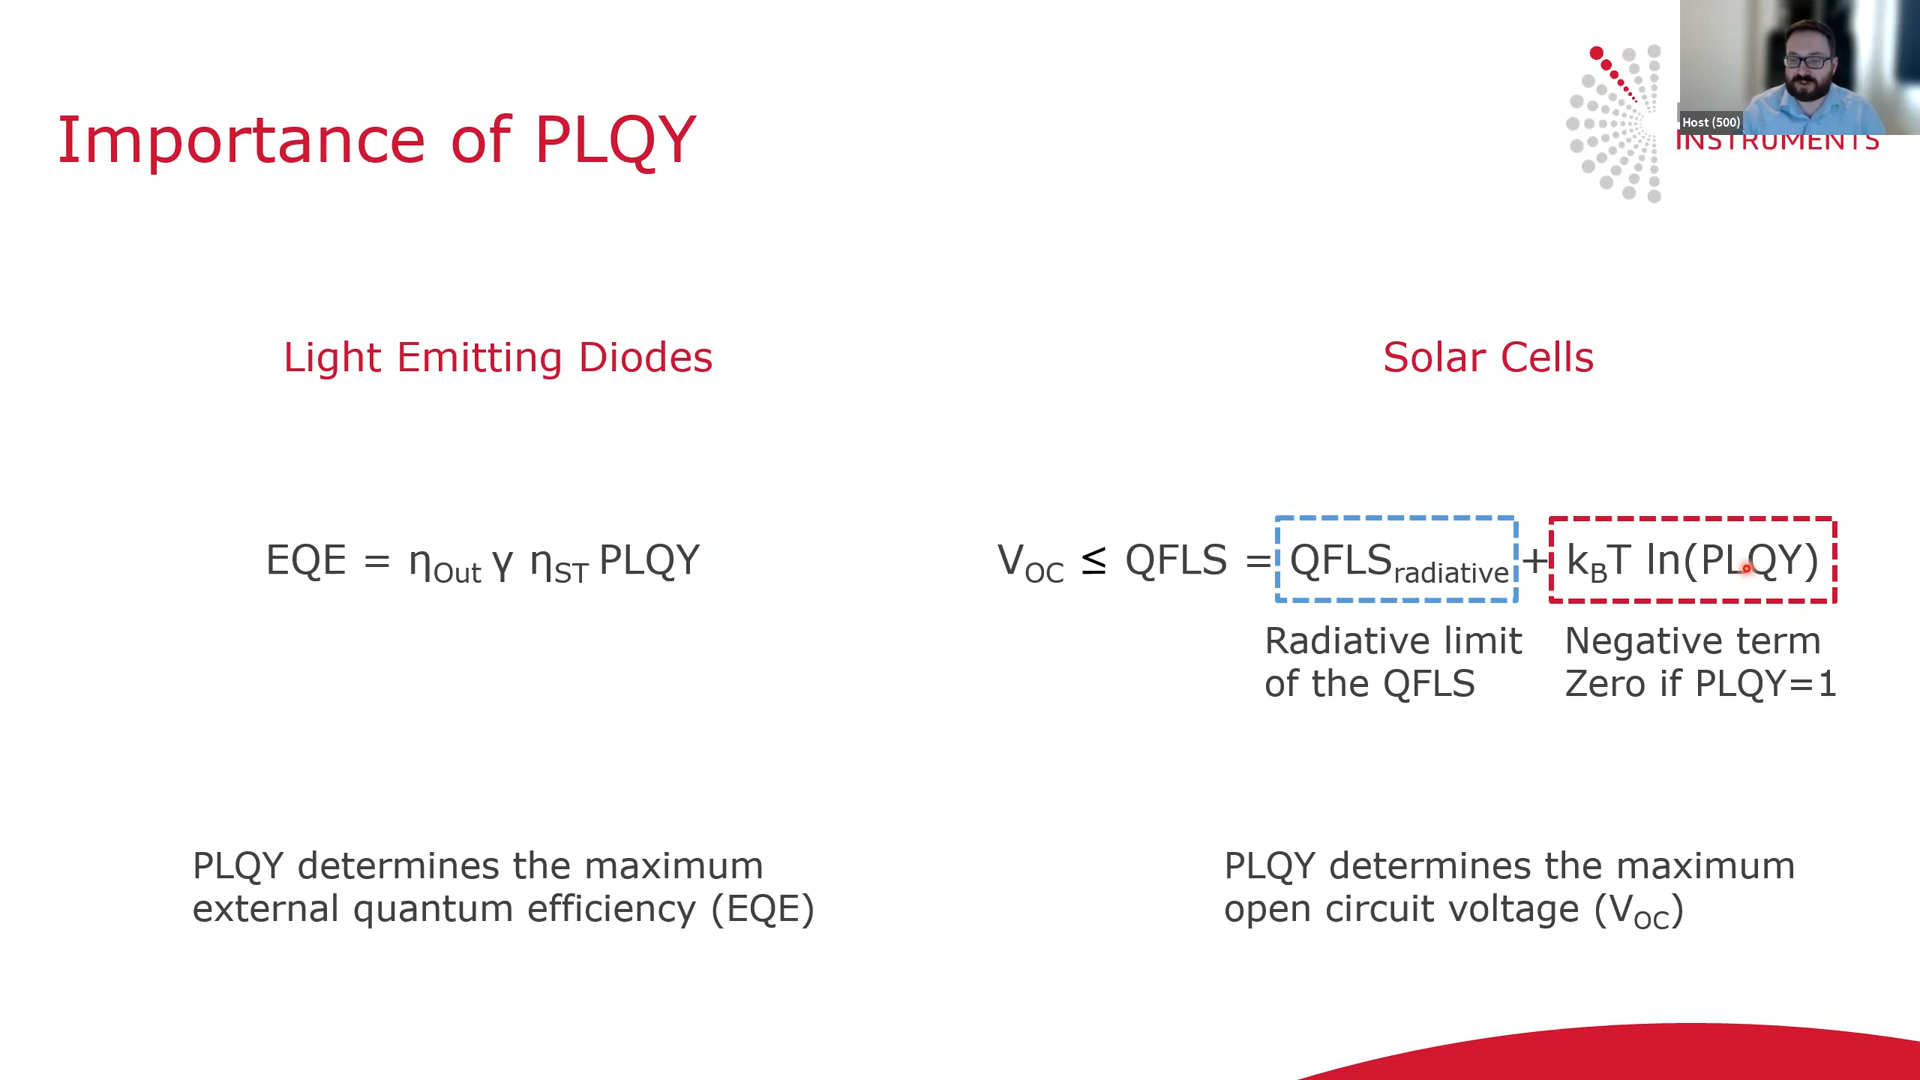 Importance of PLQY
Host (500)
INSTRUMENTS
Light Emitting Diodes
EQE = ηOut γ ηST PLQY
PLQY determines the maximum
external quantum efficiency (EQE)
Solar Cells
VOC ≤ QFLS = QFLSradiative + kBT ln(PLQY)
Radiative limit
of the QFLS
Negative term
Zero if PLQY=1
PLQY determines the maximum
open circuit voltage (VOC)